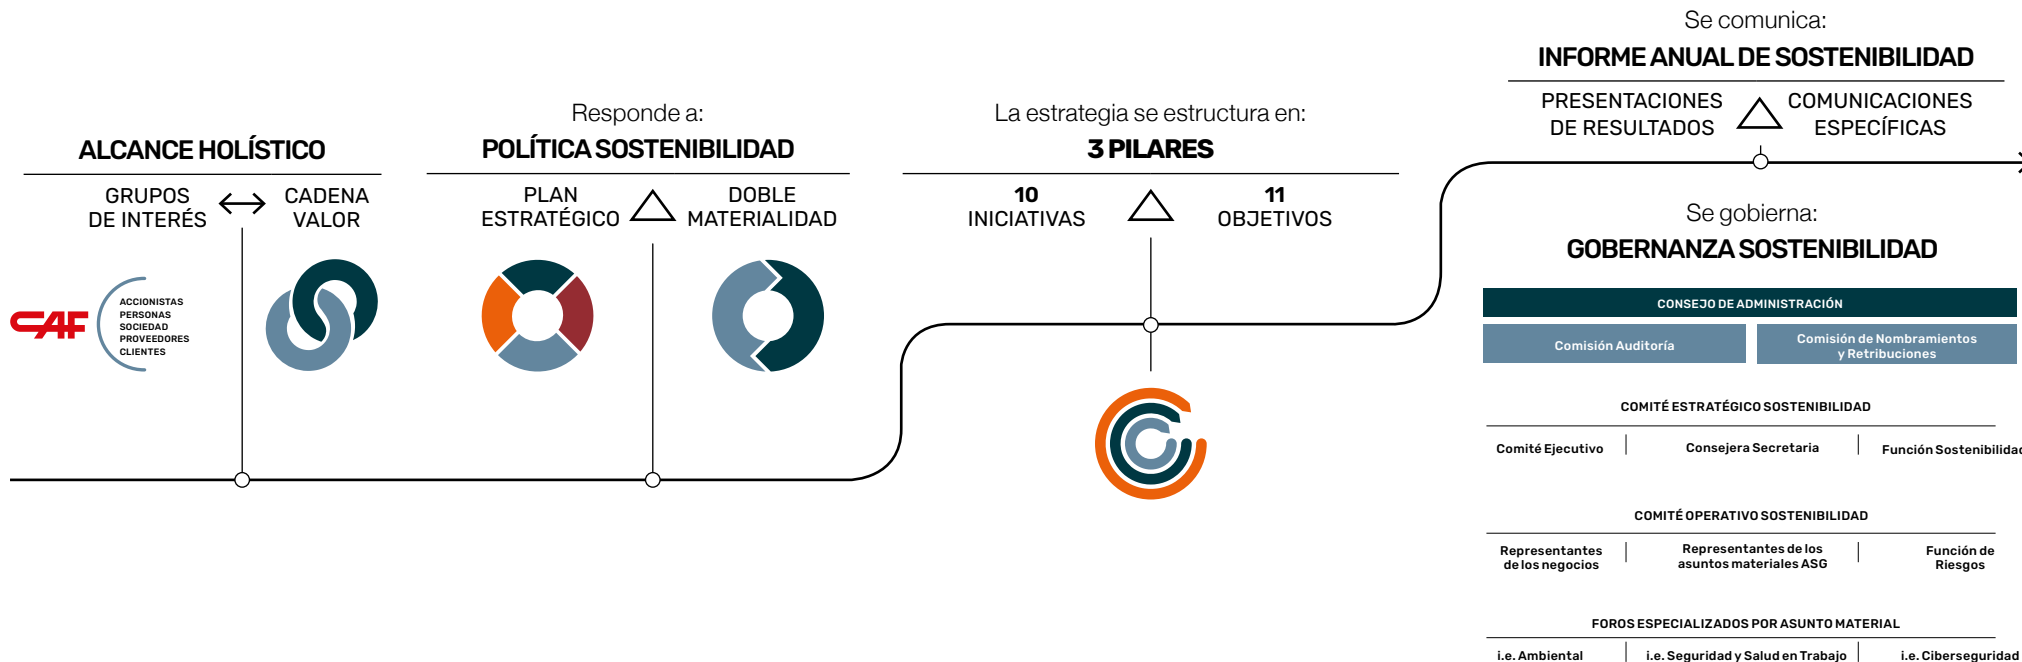 ALCANCE HOLÍSTICO
GRUPOS
DE INTERÉS
CADENA
VALOR
CAF
ACCIONISTAS
PERSONAS
SOCIEDAD
PROVEEDORES
CLIENTES
Responde a:
POLÍTICA SOSTENIBILIDAD
PLAN
ESTRATÉGICO
DOBLE
MATERIALIDAD
La estrategia se estructura en:
3 PILARES
10
INICIATIVAS
11
OBJETIVOS
Se comunica:
INFORME ANUAL DE SOSTENIBILIDAD
PRESENTACIONES
DE RESULTADOS
COMUNICACIONES
ESPECÍFICAS
Se gobierna:
GOBERNANZA SOSTENIBILIDAD
CONSEJO DE ADMINISTRACIÓN
Comisión Auditoría
Comisión de Nombramientos
y Retribuciones
COMITÉ ESTRATÉGICO SOSTENIBILIDAD
Comité Ejecutivo
Consejera Secretaria
Función Sostenibilidad
COMITÉ OPERATIVO SOSTENIBILIDAD
Representantes
de los negocios
Representantes de los
asuntos materiales ASG
Función de
Riesgos
FOROS ESPECIALIZADOS POR ASUNTO MATERIAL
i.e. Ambiental
i.e. Seguridad y Salud en Trabajo
i.e. Ciberseguridad